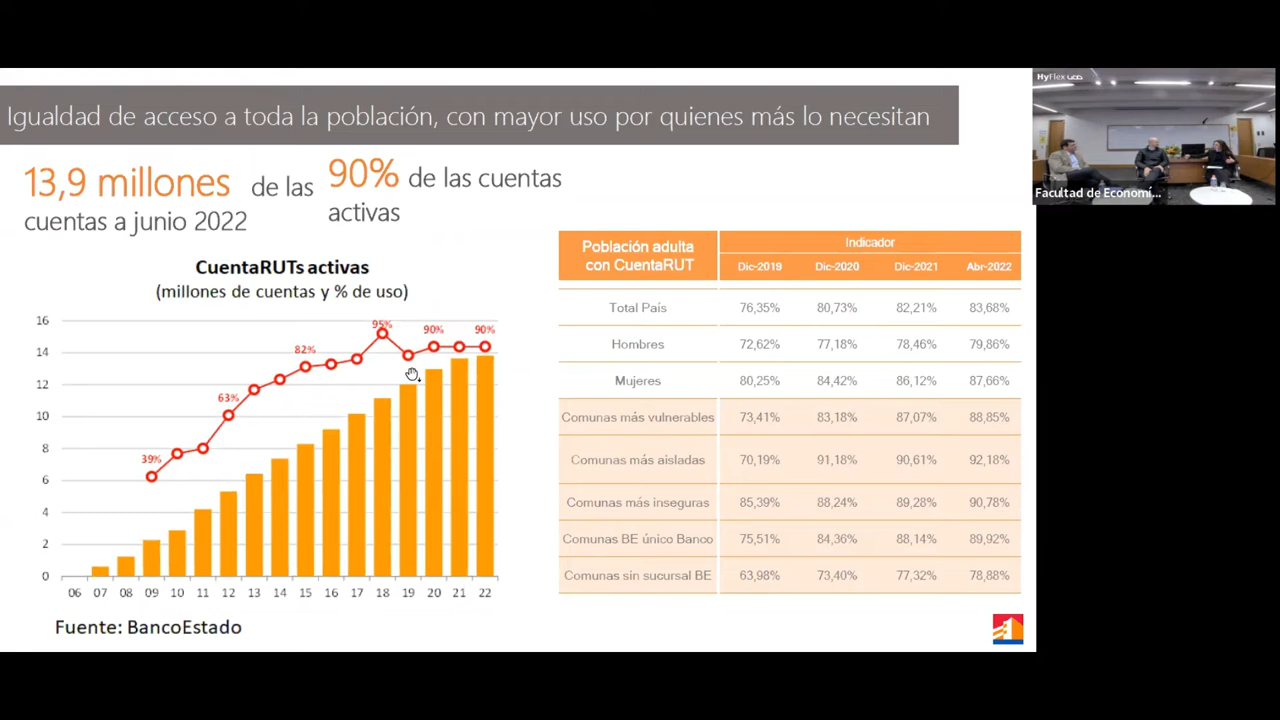 Igualdad de acceso a toda la población, con mayor uso por quienes más lo necesitan
13,9 millones de las
cuentas a junio 2022
90% de las cuentas
activas
CuentaRUTs activas
(millones de cuentas y % de uso)
16
14
12
10
8
6
4
2
0
39%
63%
82%
95%
90%
90%
06 07 08 09 10 11 12 13 14 15 16 17 18 19 20 21 22
Fuente: BancoEstado
Población adulta
con CuentaRUT
Indicador
Dic-2019 Dic-2020 Dic-2021 Abr-2022
Total País 76,35% 80,73% 82,21% 83,68%
Hombres 72,62% 77,18% 78,46% 79,86%
Mujeres 80,25% 84,42% 86,12% 87,66%
Comunas más vulnerables 73,41% 83,18% 87,07% 88,85%
Comunas más aisladas 70,19% 91,18% 90,61% 92,18%
Comunas más inseguras 85,39% 88,24% 89,28% 90,78%
Comunas BE único Banco 75,51% 84,36% 88,14% 89,92%
Comunas sin sucursal BE 63,98% 73,40% 77,32% 78,88%
HyFlex
Facultad de Economí...